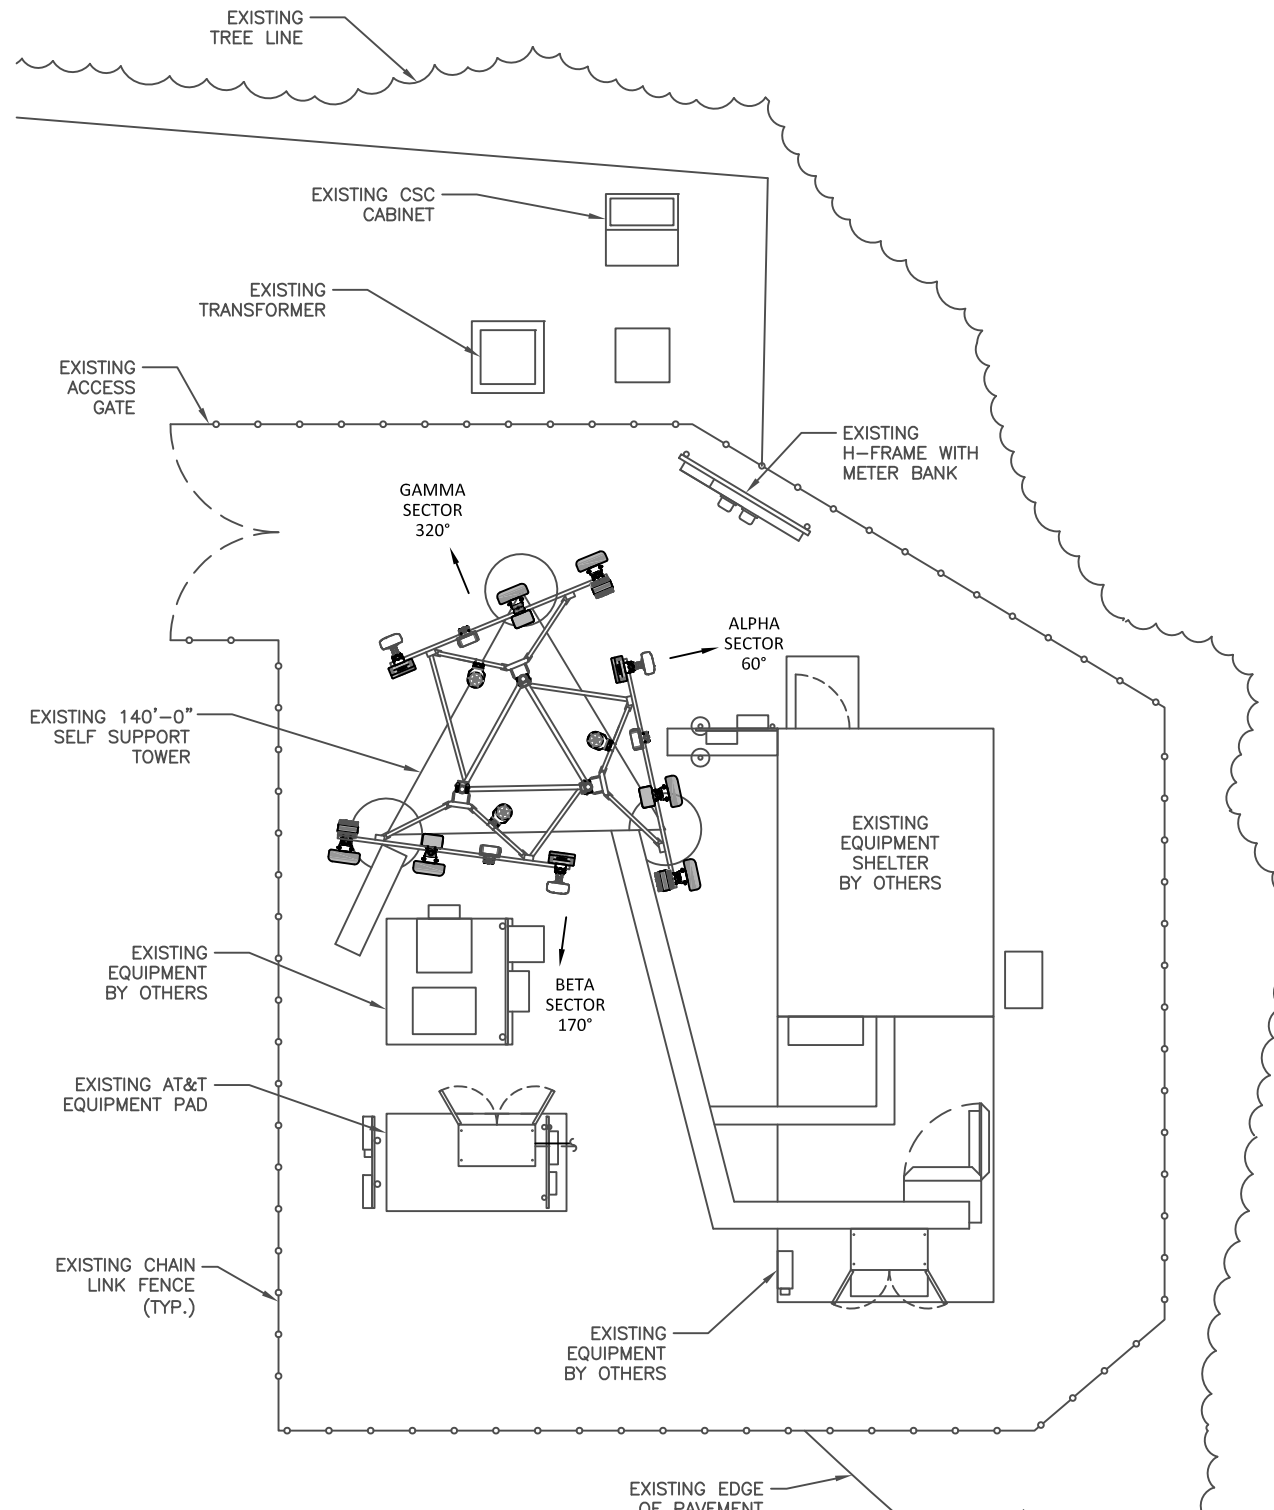 EXISTING
TREE LINE
EXISTING CSC
CABINET
EXISTING
TRANSFORMER
EXISTING
ACCESS
GATE
EXISTING
H-FRAME WITH
METER BANK
GAMMA
SECTOR
320°
ALPHA
SECTOR
60°
EXISTING 140'-0"
SELF SUPPORT
TOWER
EXISTING
EQUIPMENT
SHELTER
BY OTHERS
EXISTING
EQUIPMENT
BY OTHERS
BETA
SECTOR
170°
EXISTING AT&T
EQUIPMENT PAD
EXISTING CHAIN
LINK FENCE
(TYP.)
EXISTING
EQUIPMENT
BY OTHERS
EXISTING EDGE
OF PAVEMENT